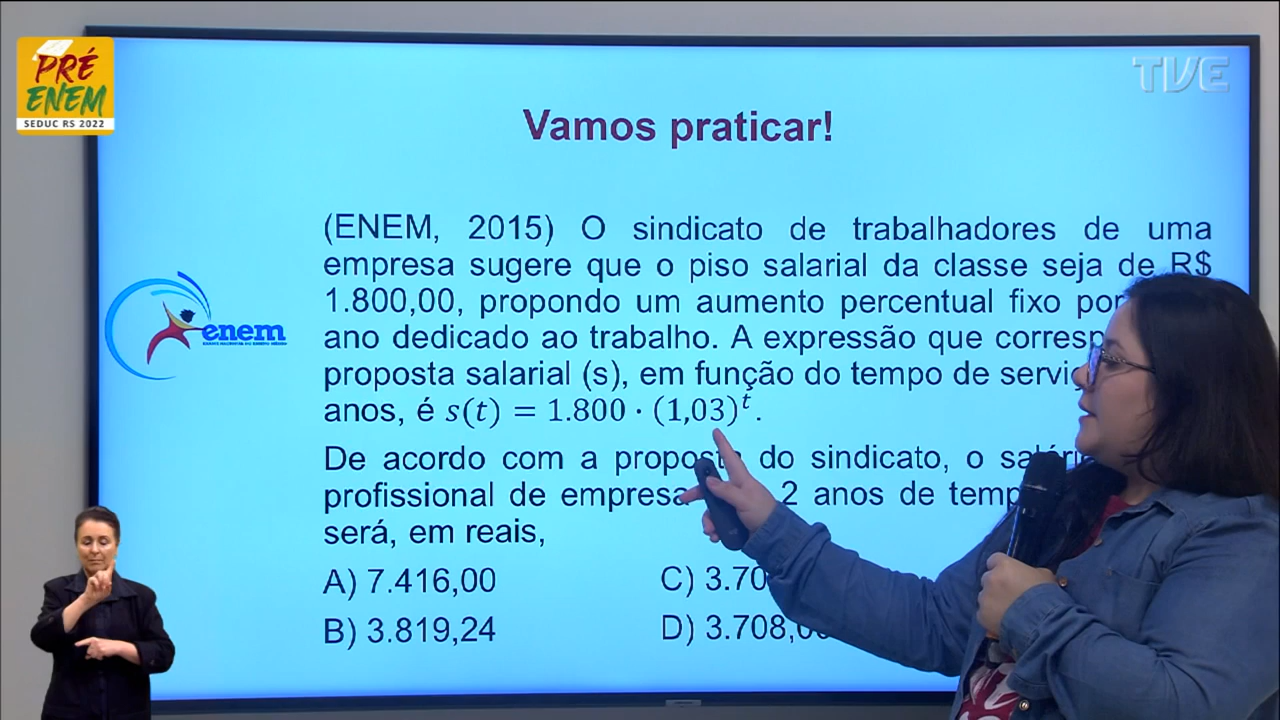 PRÉ
ENEM
SEDUC RS 2022
TVE
Vamos praticar!
(ENEM, 2015) O sindicato de trabalhadores de uma
empresa sugere que o piso salarial da classe seja de R$
1.800,00, propondo um aumento percentual fixo por
ano dedicado ao trabalho. A expressão que
proposta salarial (s), em função do tempo de
anos, é s(t) = 1.800 · (1,03)^t.
enem
De acordo com a proposta do sindicato, o
profissional de empresa 2 anos de
será, em reais,
A) 7.416,00
C) 3.70
B) 3.819,24
D) 3.708,